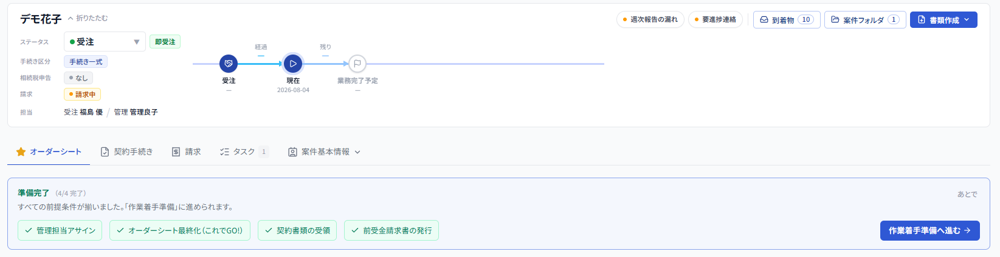 デモ花子 折りたたむ
週次報告の漏れ 要進捗連絡 到着物 10 案件フォルダ 1 書類作成
ステータス 受注 即受注
手続き区分 手続き一式
相続税申告 なし
請求 請求中
担当 受注 福島 優 / 管理 管理良子
経過 残り
— —
受注 現在 業務完了予定
— 2026-08-04 —
オーダーシート 契約手続き 請求 タスク 1 案件基本情報
準備完了 (4/4 完了)
あとで
すべての前提条件が揃いました。「作業着手準備」に進められます。
管理担当アサイン オーダーシート最終化(これでGO!) 契約書類の受領 前受金請求書の発行
作業着手準備へ進む →